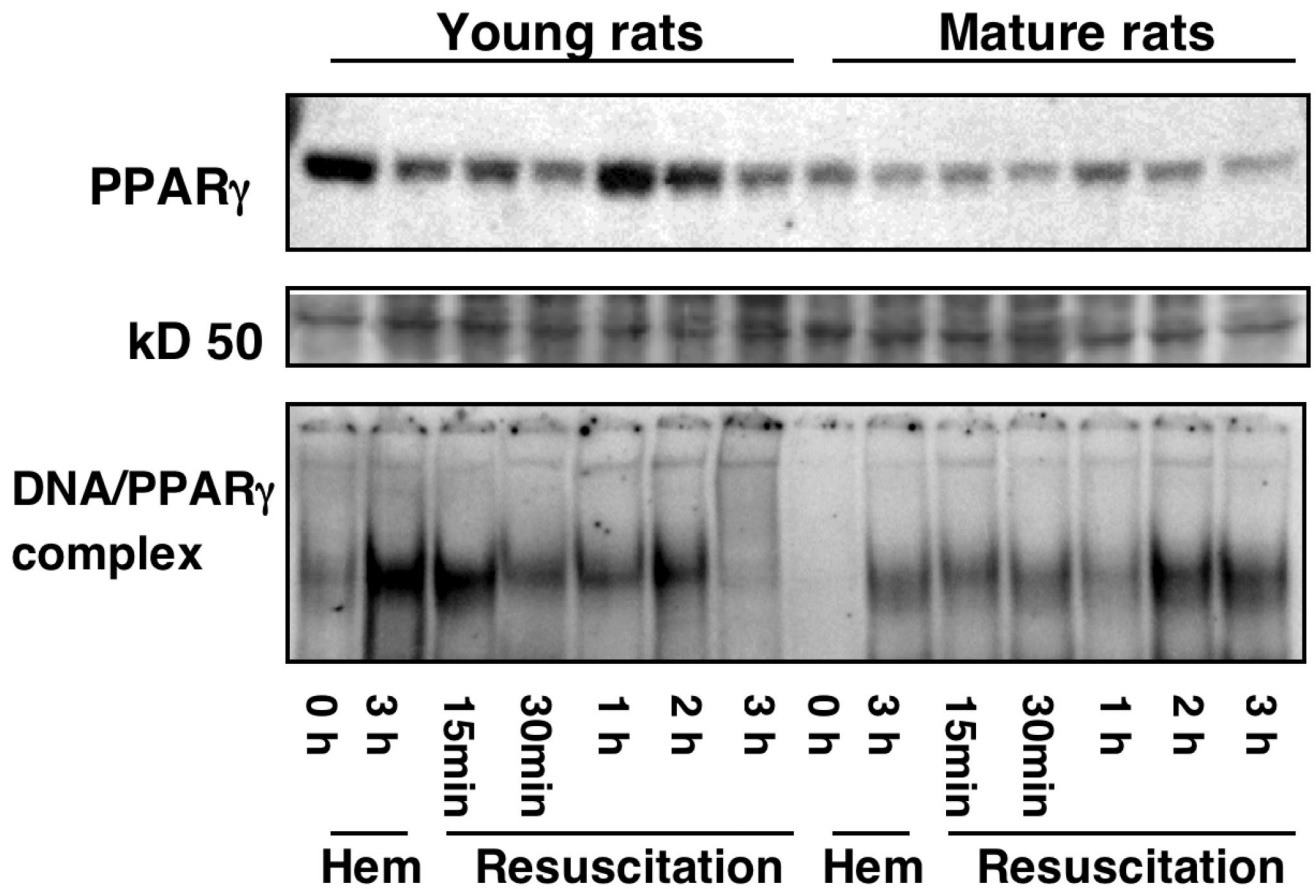 Young rats Mature rats
PPARγ
kD 50
DNA/PPARγ
complex
0 h 3 h 15min 30min 1 h 2 h 3 h 0 h 3 h 15min 30min 1 h 2 h 3 h
Hem Resuscitation Hem Resuscitation